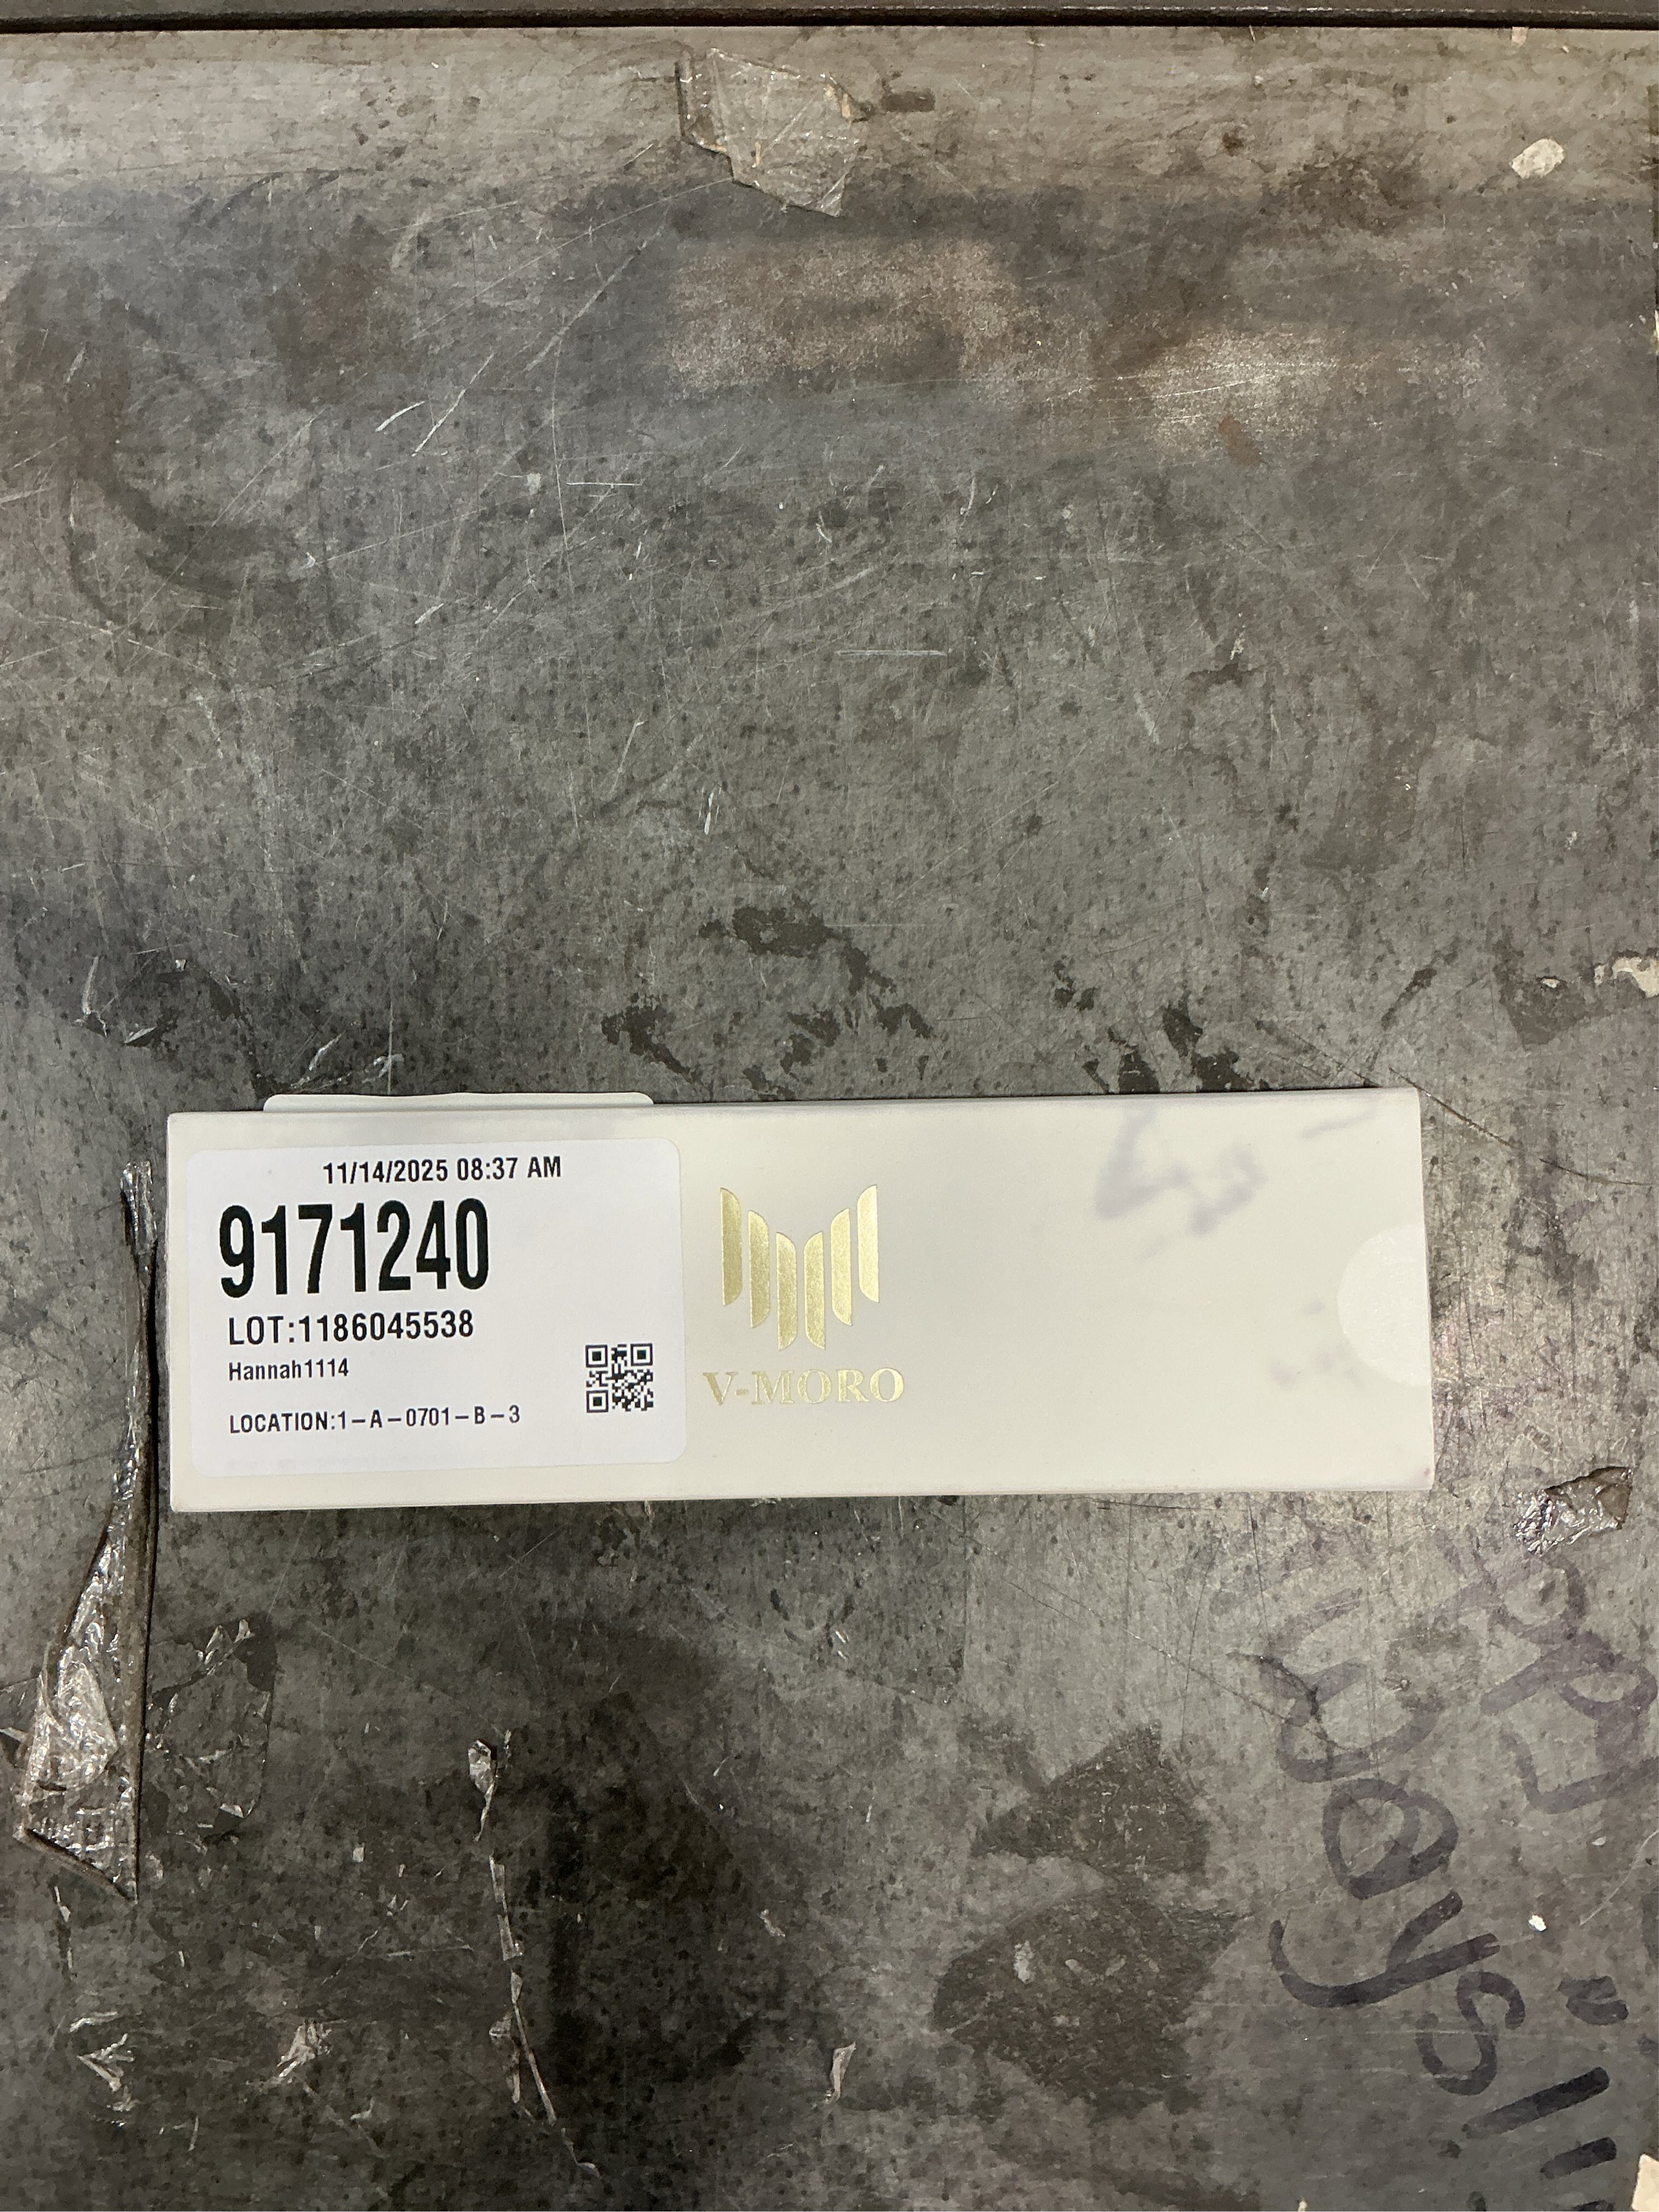 11/14/2025 08:37 AM
9171240
LOT:1186045538
Hannah1114
LOCATION:1-A-0701-B-3
V-MORO